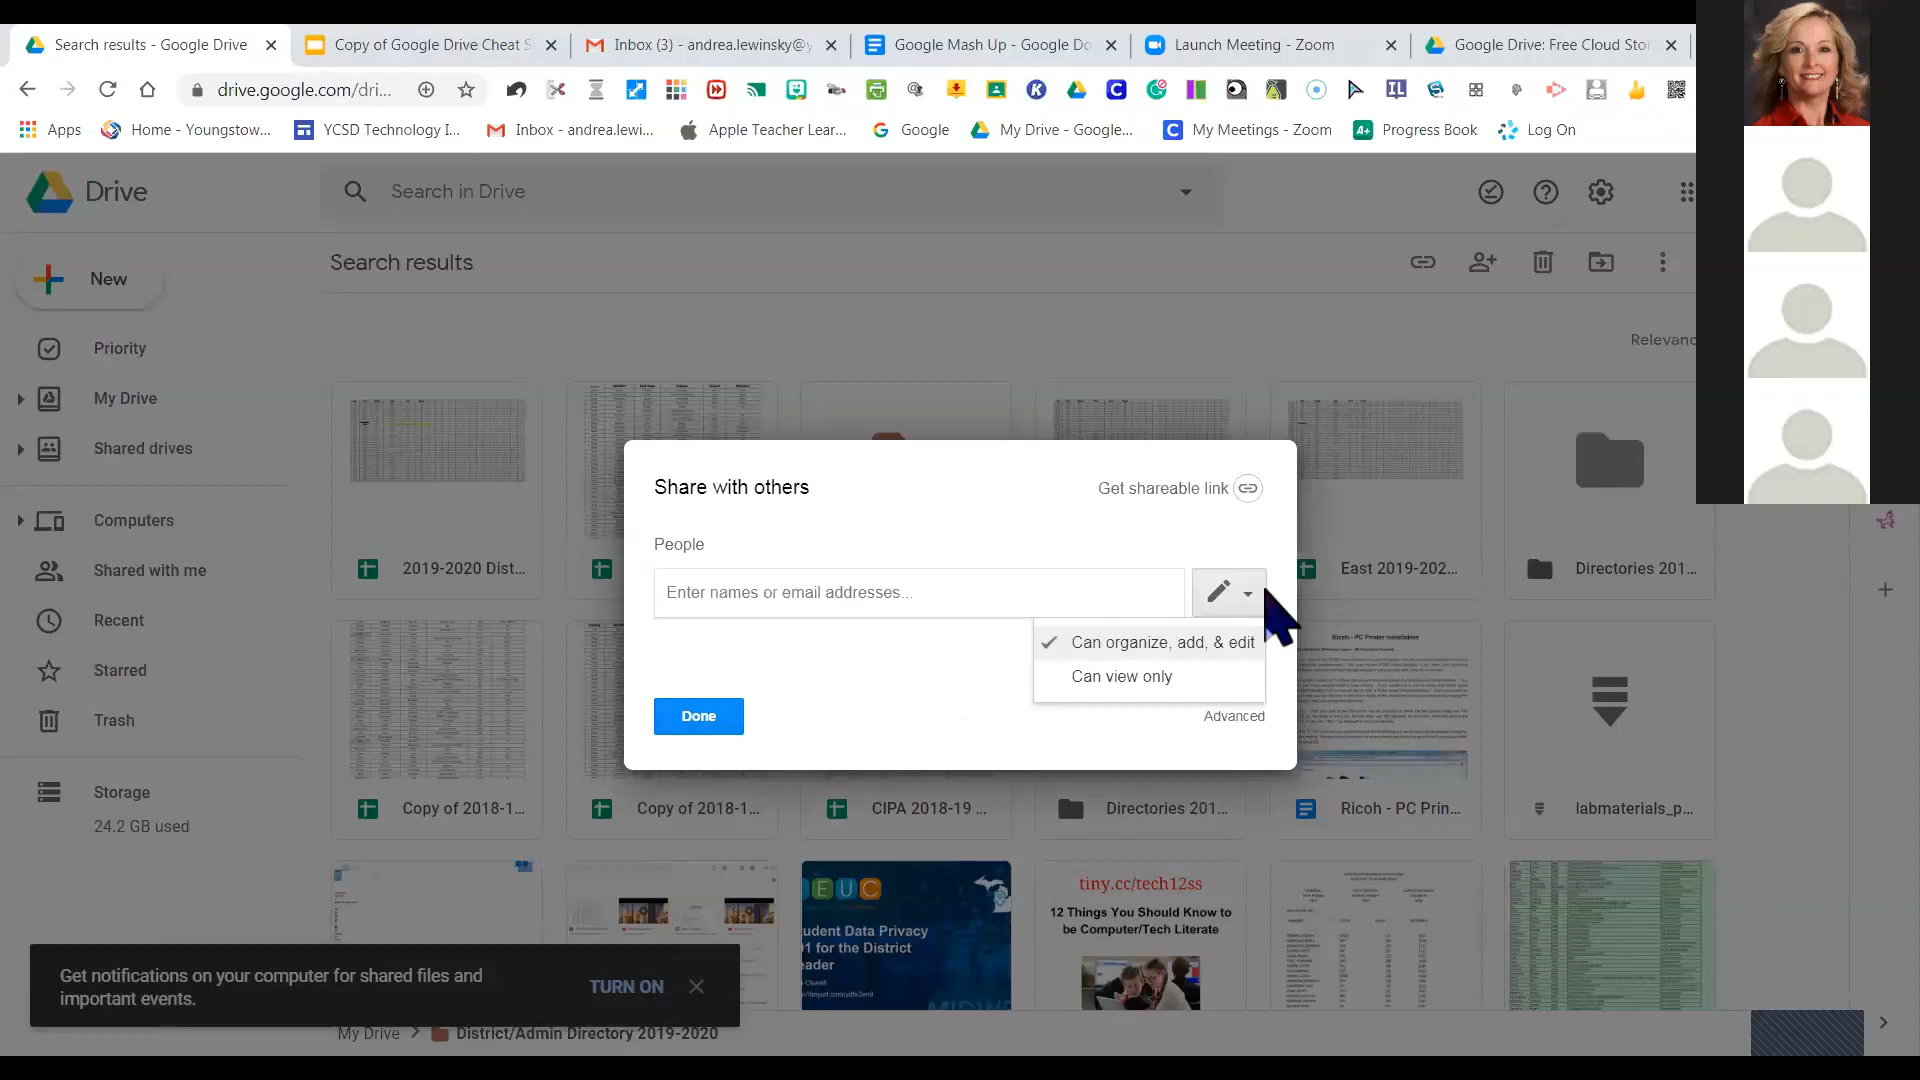 Search results - Google Drive
Copy of Google Drive Cheat S
Inbox (3) - andrea.lewinsky@y
Google Mash Up - Google Do
Launch Meeting - Zoom
Google Drive: Free Cloud Stor
drive.google.com/dri...
Apps
Home - Youngstow...
YCSD Technology I...
Inbox - andrea.lewi...
Apple Teacher Lear...
Google
My Drive - Google...
My Meetings - Zoom
Progress Book
Log On
Drive
Search in Drive
New
Search results
Relevanc
Priority
My Drive
Shared drives
Computers
Shared with me
Recent
Starred
Trash
Storage
24.2 GB used
2019-2020 Dist...
East 2019-202...
Directories 201...
Share with others
Get shareable link
People
Enter names or email addresses...
Can organize, add, & edit
Can view only
Done
Advanced
Ricoh - PC Printer Installation
Copy of 2018-1...
Copy of 2018-1...
CIPA 2018-19 ...
Directories 201...
Ricoh - PC Prin...
labmaterials_p...
EUC
tudent Data Privacy
01 for the District
eader
tiny.cc/tech12ss
12 Things You Should Know to
be Computer/Tech Literate
Get notifications on your computer for shared files and
important events.
TURN ON
My Drive
District/Admin Directory 2019-2020